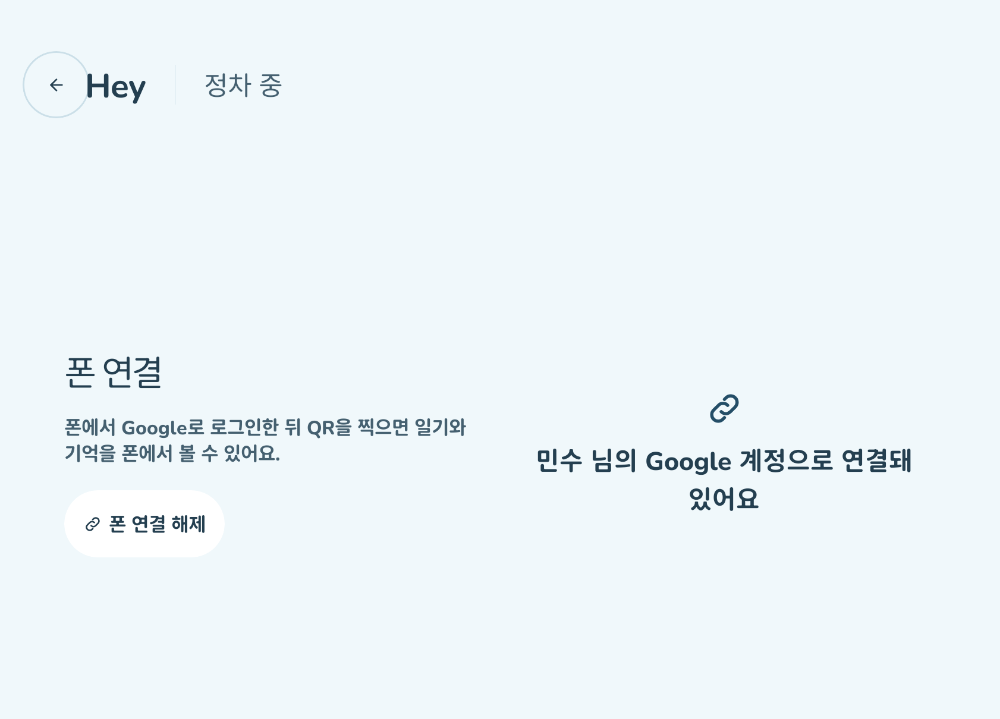 Hey
정차 중
폰 연결
폰에서 Google로 로그인한 뒤 QR을 찍으면 일기와
기억을 폰에서 볼 수 있어요.
폰 연결 해제
민수 님의 Google 계정으로 연결돼
있어요